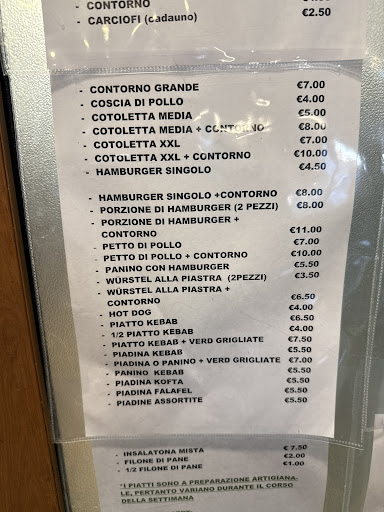 - CONTORNO
- CARCIOFI (cadauno) €2.50
- CONTORNO GRANDE €7.00
- COSCIA DI POLLO €4.00
- COTOLETTA MEDIA €5.00
- COTOLETTA MEDIA + CONTORNO €8.00
- COTOLETTA XXL €7.00
- COTOLETTA XXL + CONTORNO €10.00
- HAMBURGER SINGOLO €4.50
- HAMBURGER SINGOLO +CONTORNO €8.00
- PORZIONE DI HAMBURGER (2 PEZZI) €8.00
- PORZIONE DI HAMBURGER +
CONTORNO €11.00
- PETTO DI POLLO €7.00
- PETTO DI POLLO + CONTORNO €10.00
- PANINO CON HAMBURGER €5.50
- WÜRSTEL ALLA PIASTRA (2PEZZI) €3.50
- WÜRSTEL ALLA PIASTRA +
CONTORNO €6.50
- HOT DOG €4.00
- PIATTO KEBAB €6.50
- 1/2 PIATTO KEBAB €4.00
- PIATTO KEBAB + VERD GRIGLIATE €7.50
- PIADINA KEBAB €5.50
- PIADINA O PANINO + VERD GRIGLIATE €7.00
- PANINO KEBAB €5.50
- PIADINA KOFTA €5.50
- PIADINA FALAFEL €5.50
- PIADINE ASSORTITE €5.50
- INSALATONA MISTA € 7.50
- FILONE DI PANE €2.00
- 1/2 FILONE DI PANE €1.00
*I PIATTI SONO A PREPARAZIONE ARTIGIANA-
LE, PERTANTO VARIANO DURANTE IL CORSO
DELLA SETTIMANA